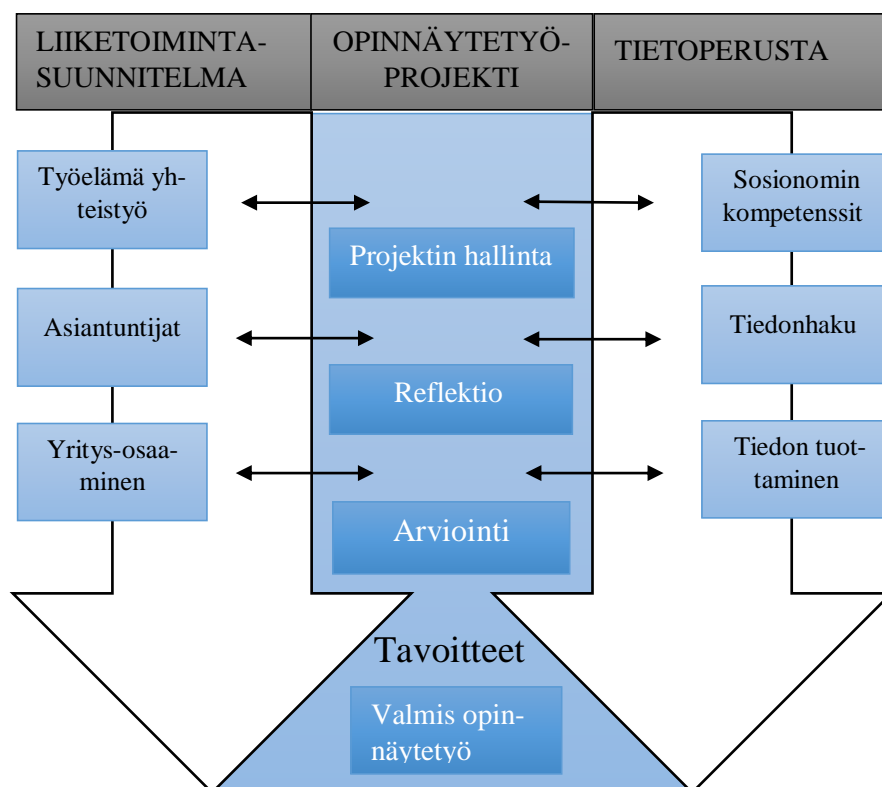 LIIKETOIMINTA-
SUUNNITELMA
OPINNÄYTETYÖ-
PROJEKTI
TIETOPERUSTA
Työelämä yh-
teistyö
Sosionomin
kompetenssit
Projektin hallinta
Asiantuntijat
Tiedonhaku
Reflektio
Yritys-osaa-
minen
Tiedon tuot-
taminen
Arviointi
Tavoitteet
Valmis opin-
näytetyö